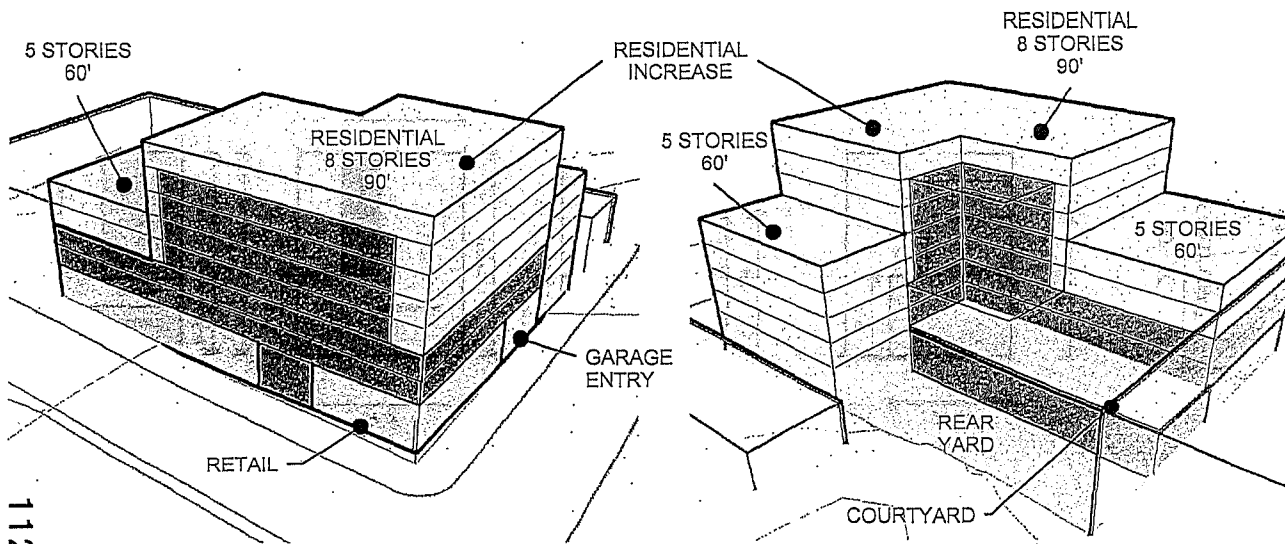 5 STORIES
60'
RESIDENTIAL
INCREASE
RESIDENTIAL
8 STORIES
90'
RESIDENTIAL
8 STORIES
90'
5 STORIES
60'
5 STORIES
60'
GARAGE
ENTRY
RETAIL
REAR
YARD
COURTYARD
112